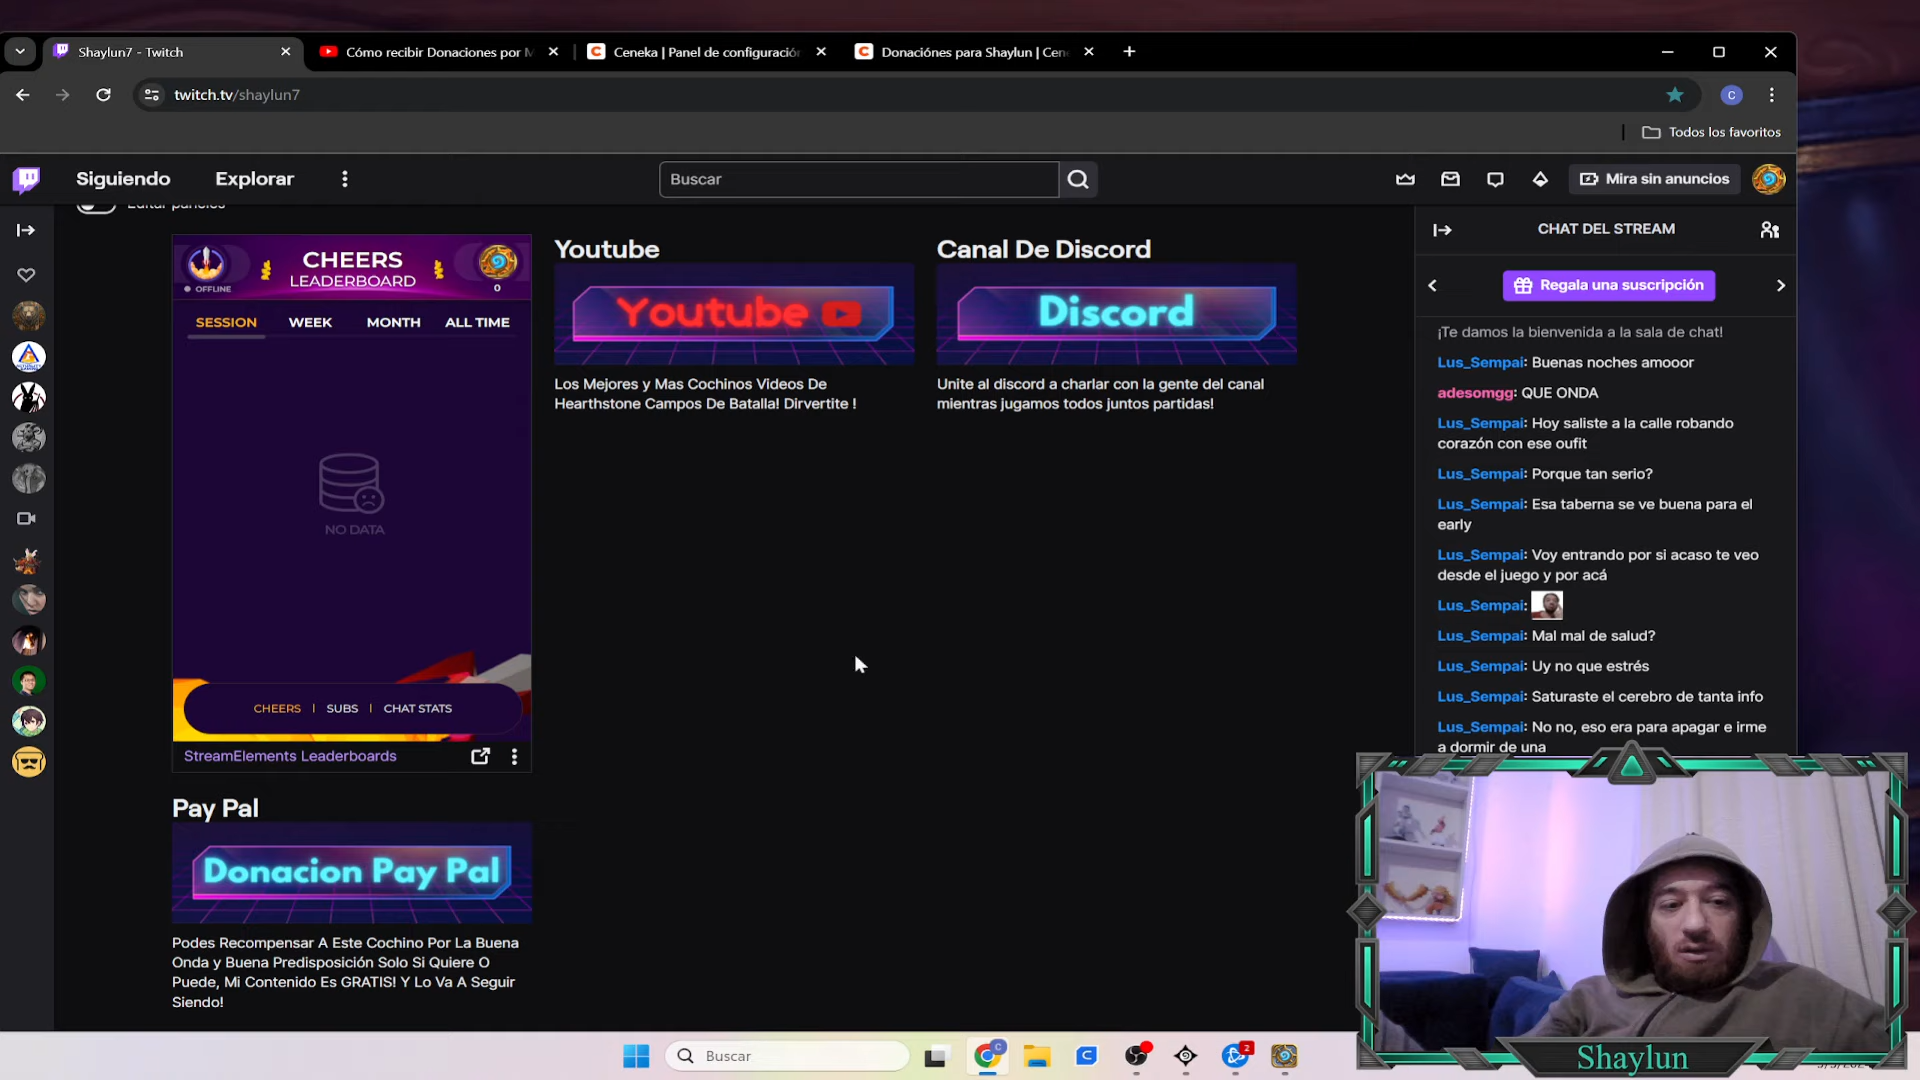 Shaylun7 - Twitch
Cómo recibir Donaciones por M
Ceneka | Panel de configuración
Donaciónes para Shaylun | Cen
twitch.tv/shaylun7
C
Todos los favoritos
Siguiendo
Explorar
Buscar
Mira sin anuncios
Editar paneles
CHEERS
LEADERBOARD
OFFLINE
0
SESSION
WEEK
MONTH
ALL TIME
NO DATA
CHEERS | SUBS | CHAT STATS
StreamElements Leaderboards
Pay Pal
Donacion Pay Pal
Podes Recompensar A Este Cochino Por La Buena
Onda y Buena Predisposición Solo Si Quiere O
Puede, Mi Contenido Es GRATIS! Y Lo Va A Seguir
Siendo!
Youtube
Youtube
Los Mejores y Mas Cochinos Videos De
Hearthstone Campos De Batalla! Dirvertite !
Canal De Discord
Discord
Unite al discord a charlar con la gente del canal
mientras jugamos todos juntos partidas!
CHAT DEL STREAM
Regala una suscripción
¡Te damos la bienvenida a la sala de chat!
Lus_Sempai: Buenas noches amooor
adesomgg: QUE ONDA
Lus_Sempai: Hoy saliste a la calle robando
corazón con ese oufit
Lus_Sempai: Porque tan serio?
Lus_Sempai: Esa taberna se ve buena para el
early
Lus_Sempai: Voy entrando por si acaso te veo
desde el juego y por acá
Lus_Sempai:
Lus_Sempai: Mal mal de salud?
Lus_Sempai: Uy no que estrés
Lus_Sempai: Saturaste el cerebro de tanta info
Lus_Sempai: No no, eso era para apagar e irme
a dormir de una
Shaylun
Buscar
C
2